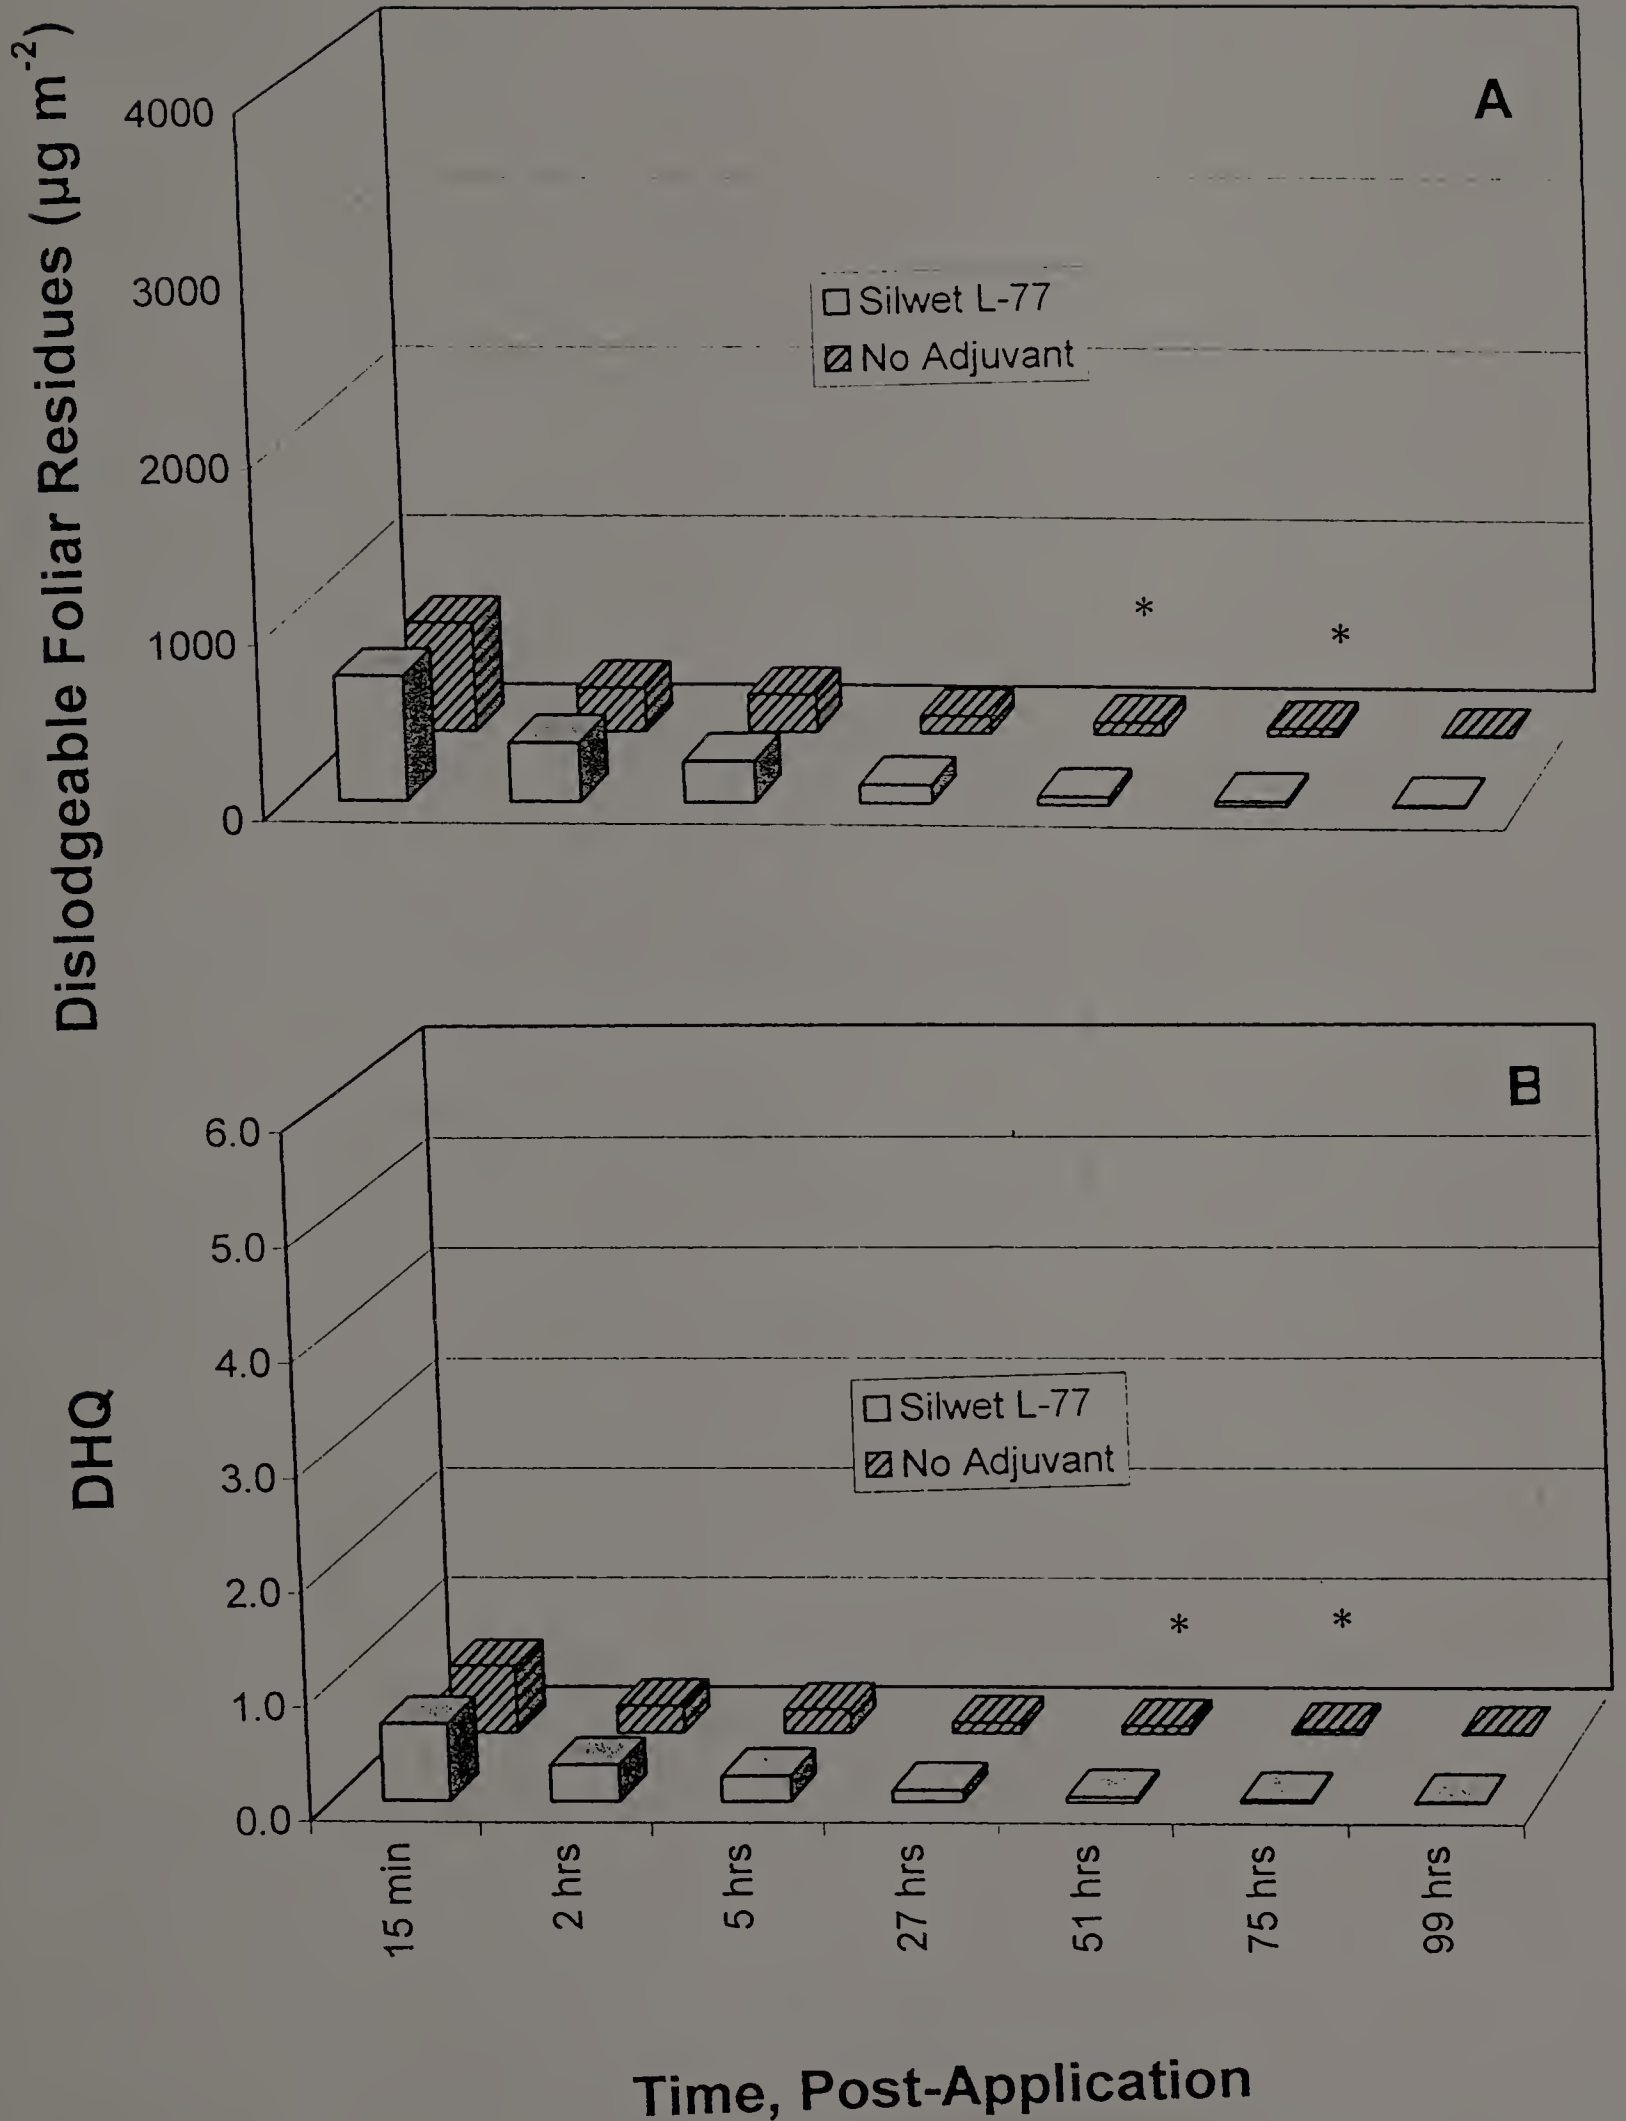 Dislodgeable Foliar Residues (µg m⁻²)
4000
3000
2000
1000
0
A
Silwet L-77
No Adjuvant
*
*
DHQ
6.0
5.0
4.0
3.0
2.0
1.0
0.0
B
Silwet L-77
No Adjuvant
*
*
15 min
2 hrs
5 hrs
27 hrs
51 hrs
75 hrs
99 hrs
Time, Post-Application